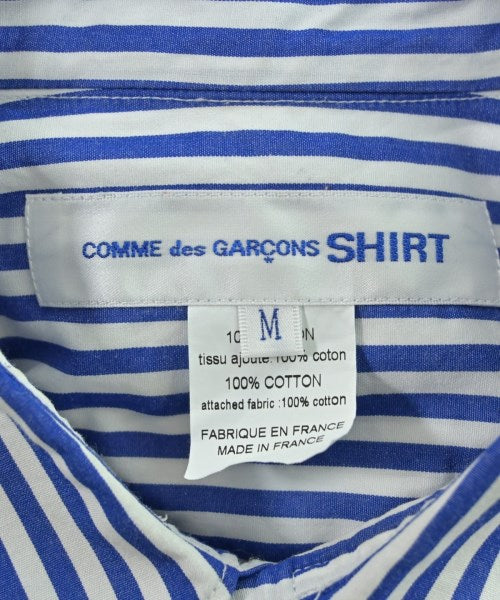 COMME des GARÇONS SHIRT
M
tissu ajoute:100% coton
100% COTTON
attached fabric :100% cotton
FABRIQUE EN FRANCE
MADE IN FRANCE